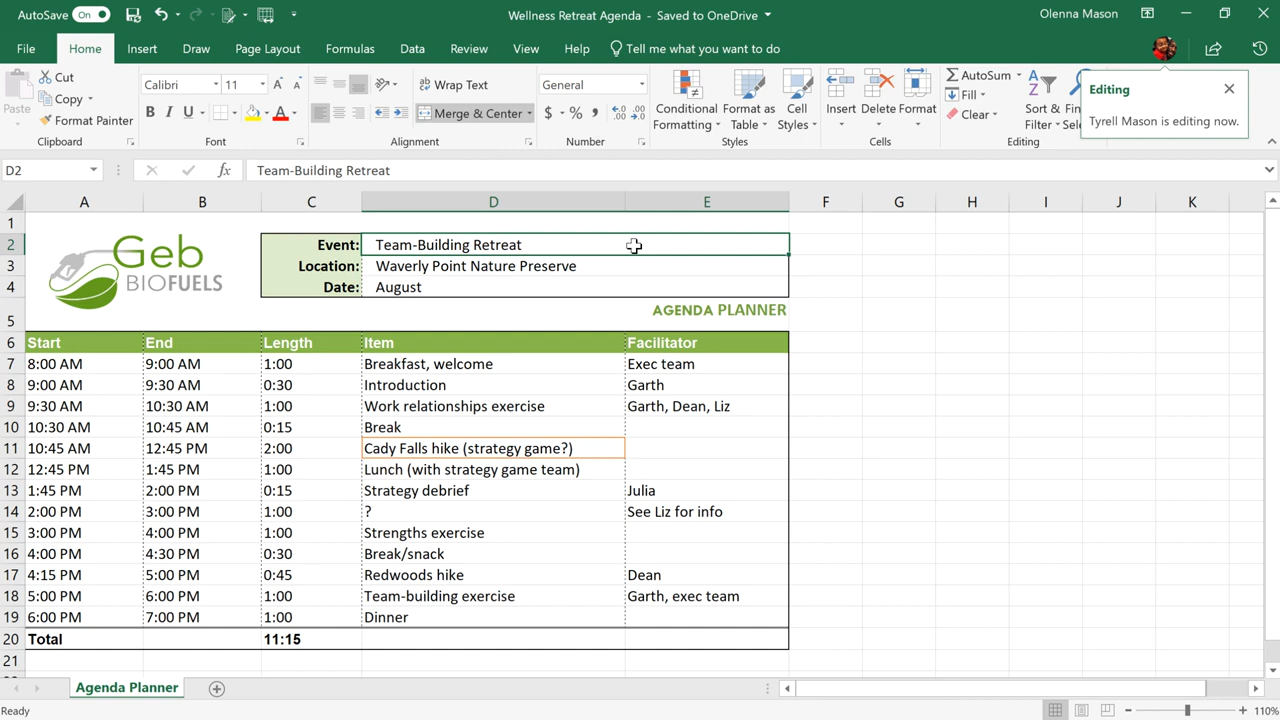 AutoSave On Wellness Retreat Agenda - Saved to OneDrive Olenna Mason
File Home Insert Draw Page Layout Formulas Data Review View Help Tell me what you want to do
Paste
Cut
Copy
Format Painter
Clipboard
Calibri 11
B I U A
Font
Wrap Text
Merge & Center
Alignment
General
$ % ,
Number
Conditional Formatting
Format as Table
Cell Styles
Styles
Insert Delete Format
Cells
AutoSum
Fill
Clear
Sort &
Filter
Editing
Editing
Tyrell Mason is editing now.
D2 fx Team-Building Retreat
A B C D E F G H I J K
1
2 Event: Team-Building Retreat
3 Location: Waverly Point Nature Preserve
4 Date: August
Geb
BIOFUELS
5 AGENDA PLANNER
6 Start End Length Item Facilitator
7 8:00 AM 9:00 AM 1:00 Breakfast, welcome Exec team
8 9:00 AM 9:30 AM 0:30 Introduction Garth
9 9:30 AM 10:30 AM 1:00 Work relationships exercise Garth, Dean, Liz
10 10:30 AM 10:45 AM 0:15 Break
11 10:45 AM 12:45 PM 2:00 Cady Falls hike (strategy game?)
12 12:45 PM 1:45 PM 1:00 Lunch (with strategy game team)
13 1:45 PM 2:00 PM 0:15 Strategy debrief Julia
14 2:00 PM 3:00 PM 1:00 ? See Liz for info
15 3:00 PM 4:00 PM 1:00 Strengths exercise
16 4:00 PM 4:30 PM 0:30 Break/snack
17 4:15 PM 5:00 PM 0:45 Redwoods hike Dean
18 5:00 PM 6:00 PM 1:00 Team-building exercise Garth, exec team
19 6:00 PM 7:00 PM 1:00 Dinner
20 Total 11:15
21
Agenda Planner
Ready 110%